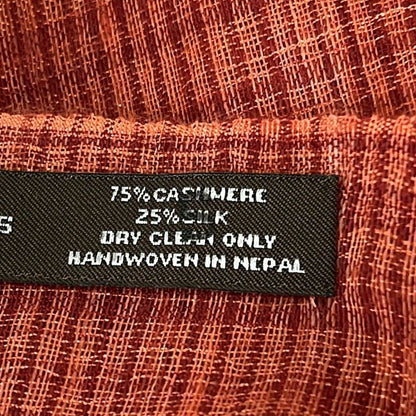 75% CASHMERE
25% SILK
DRY CLEAN ONLY
HANDWOVEN IN NEPAL